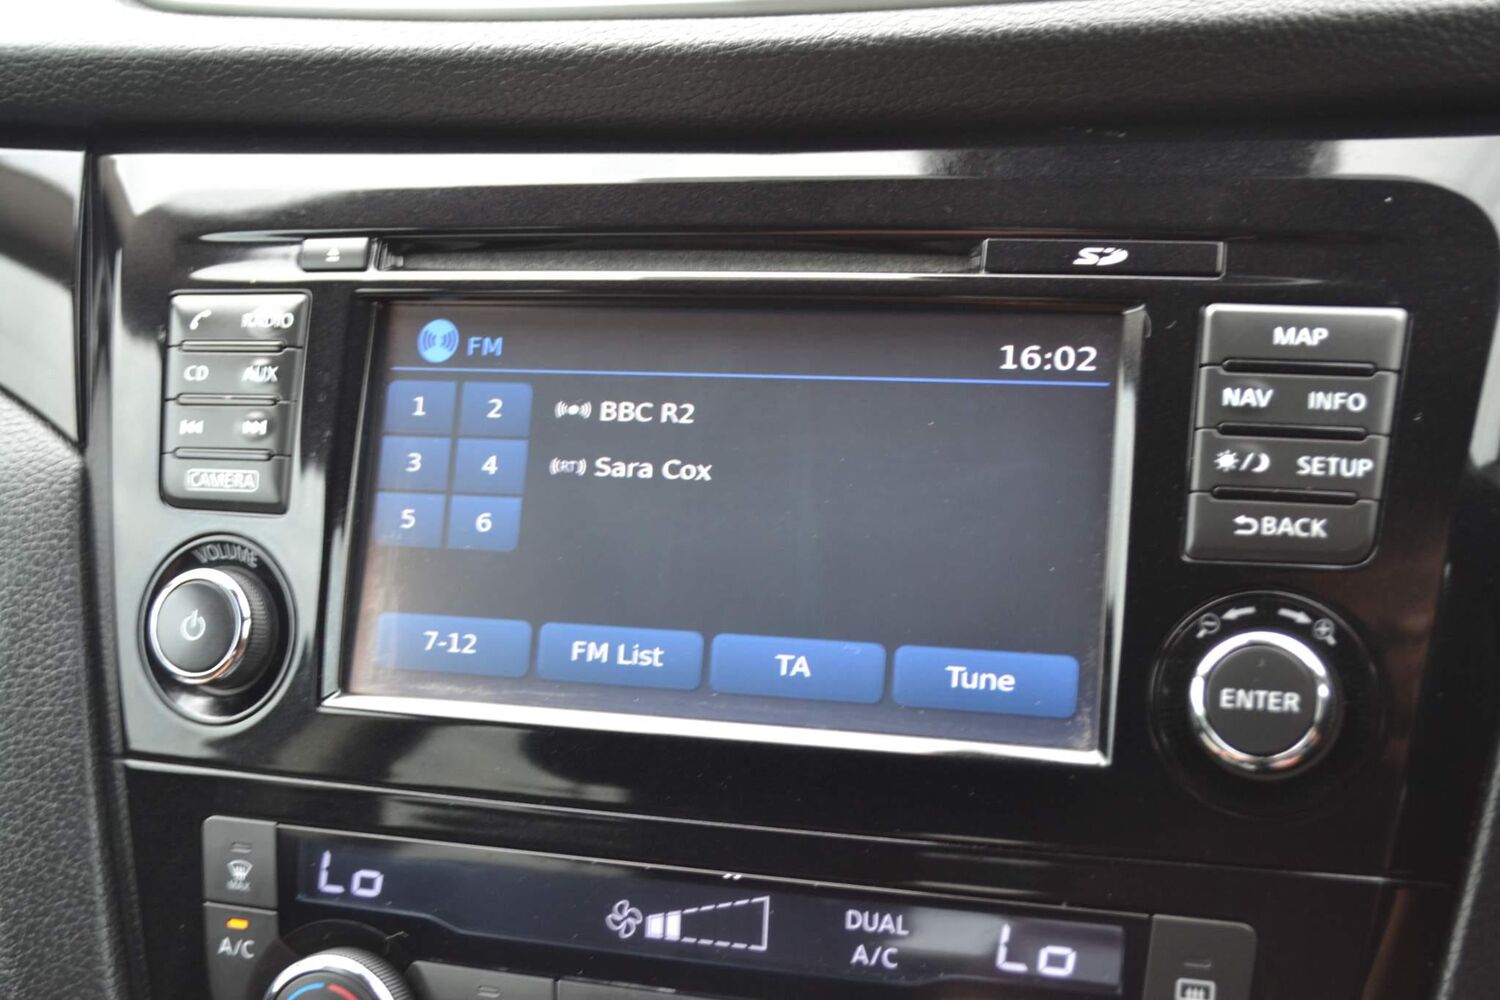 SD
RADIO
CD AUX
CAMERA
VOLUME
FM
16:02
1 2
3 4
5 6
BBC R2
RT Sara Cox
7-12 FM List TA Tune
MAP
NAV INFO
SETUP
BACK
ENTER
MAX
A/C
Lo
DUAL
A/C
Lo